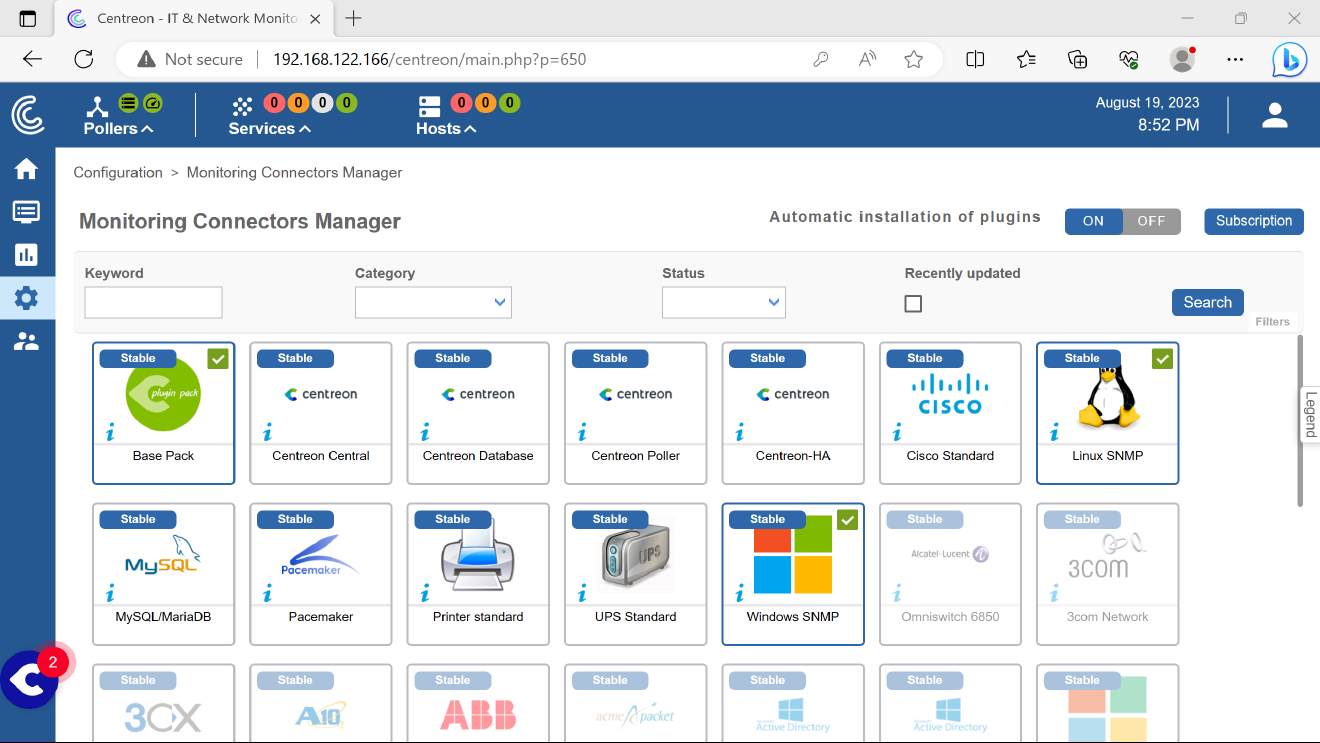 Centreon - IT & Network Monito
Not secure
192.168.122.166/centreon/main.php?p=650
Pollers
0 0 0 0
Services
0 0 0
Hosts
August 19, 2023
8:52 PM
Configuration > Monitoring Connectors Manager
Monitoring Connectors Manager
Automatic installation of plugins
ON OFF
Subscription
Keyword
Category
Status
Recently updated
Search
Filters
Legend
Stable Stable Stable Stable Stable Stable Stable
plugin pack
centreon centreon centreon centreon
CISCO
Base Pack
Centreon Central
Centreon Database
Centreon Poller
Centreon-HA
Cisco Standard
Linux SNMP
Stable Stable Stable Stable Stable Stable Stable
MySQL
Pacemaker
UPS
Alcatel-Lucent
3COM
MySQL/MariaDB
Pacemaker
Printer standard
UPS Standard
Windows SNMP
Omniswitch 6850
3com Network
2
Stable Stable Stable Stable Stable Stable Stable
3CX
A10
ABB
acme packet
Active Directory
Active Directory